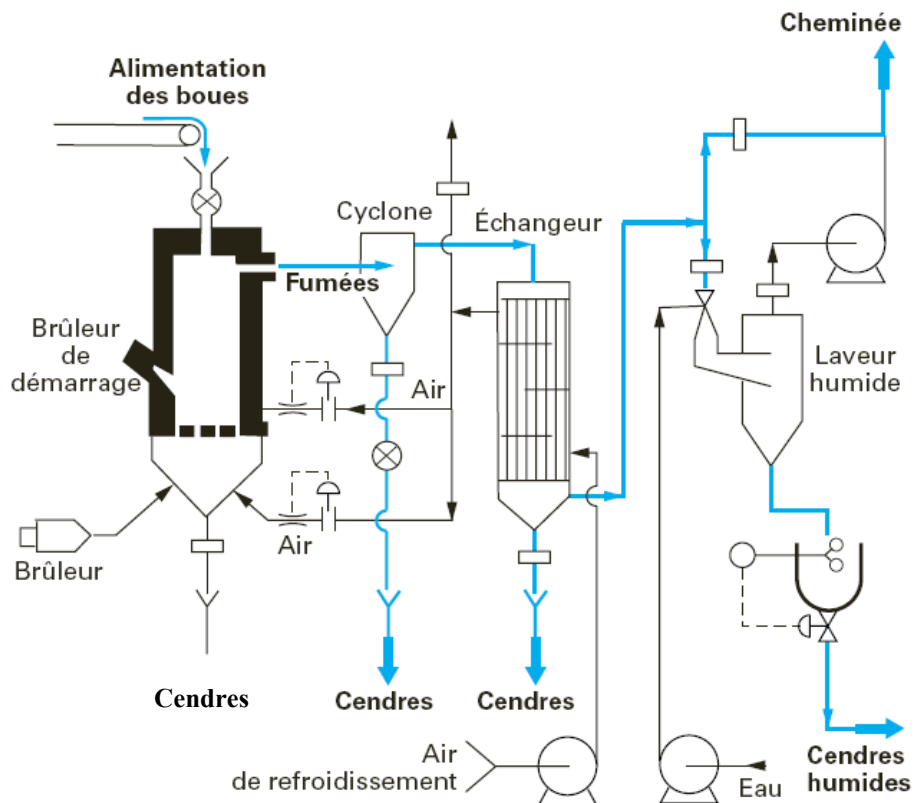 Cheminée
Alimentation
des boues
Cyclone
Échangeur
Fumées
Brûleur
de
démarrage
Air
Laveur
humide
Air
Brûleur
Cendres
Cendres
Cendres
Air
de refroidissement
Eau
Cendres
humides